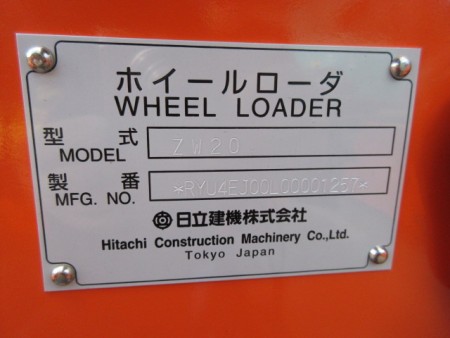 ホイールローダ
WHEEL LOADER
型式 ZW20
MODEL
製番 *RYU4EJ00L00001257*
MFG. NO.
日立建機株式会社
Hitachi Construction Machinery Co.,Ltd.
Tokyo Japan